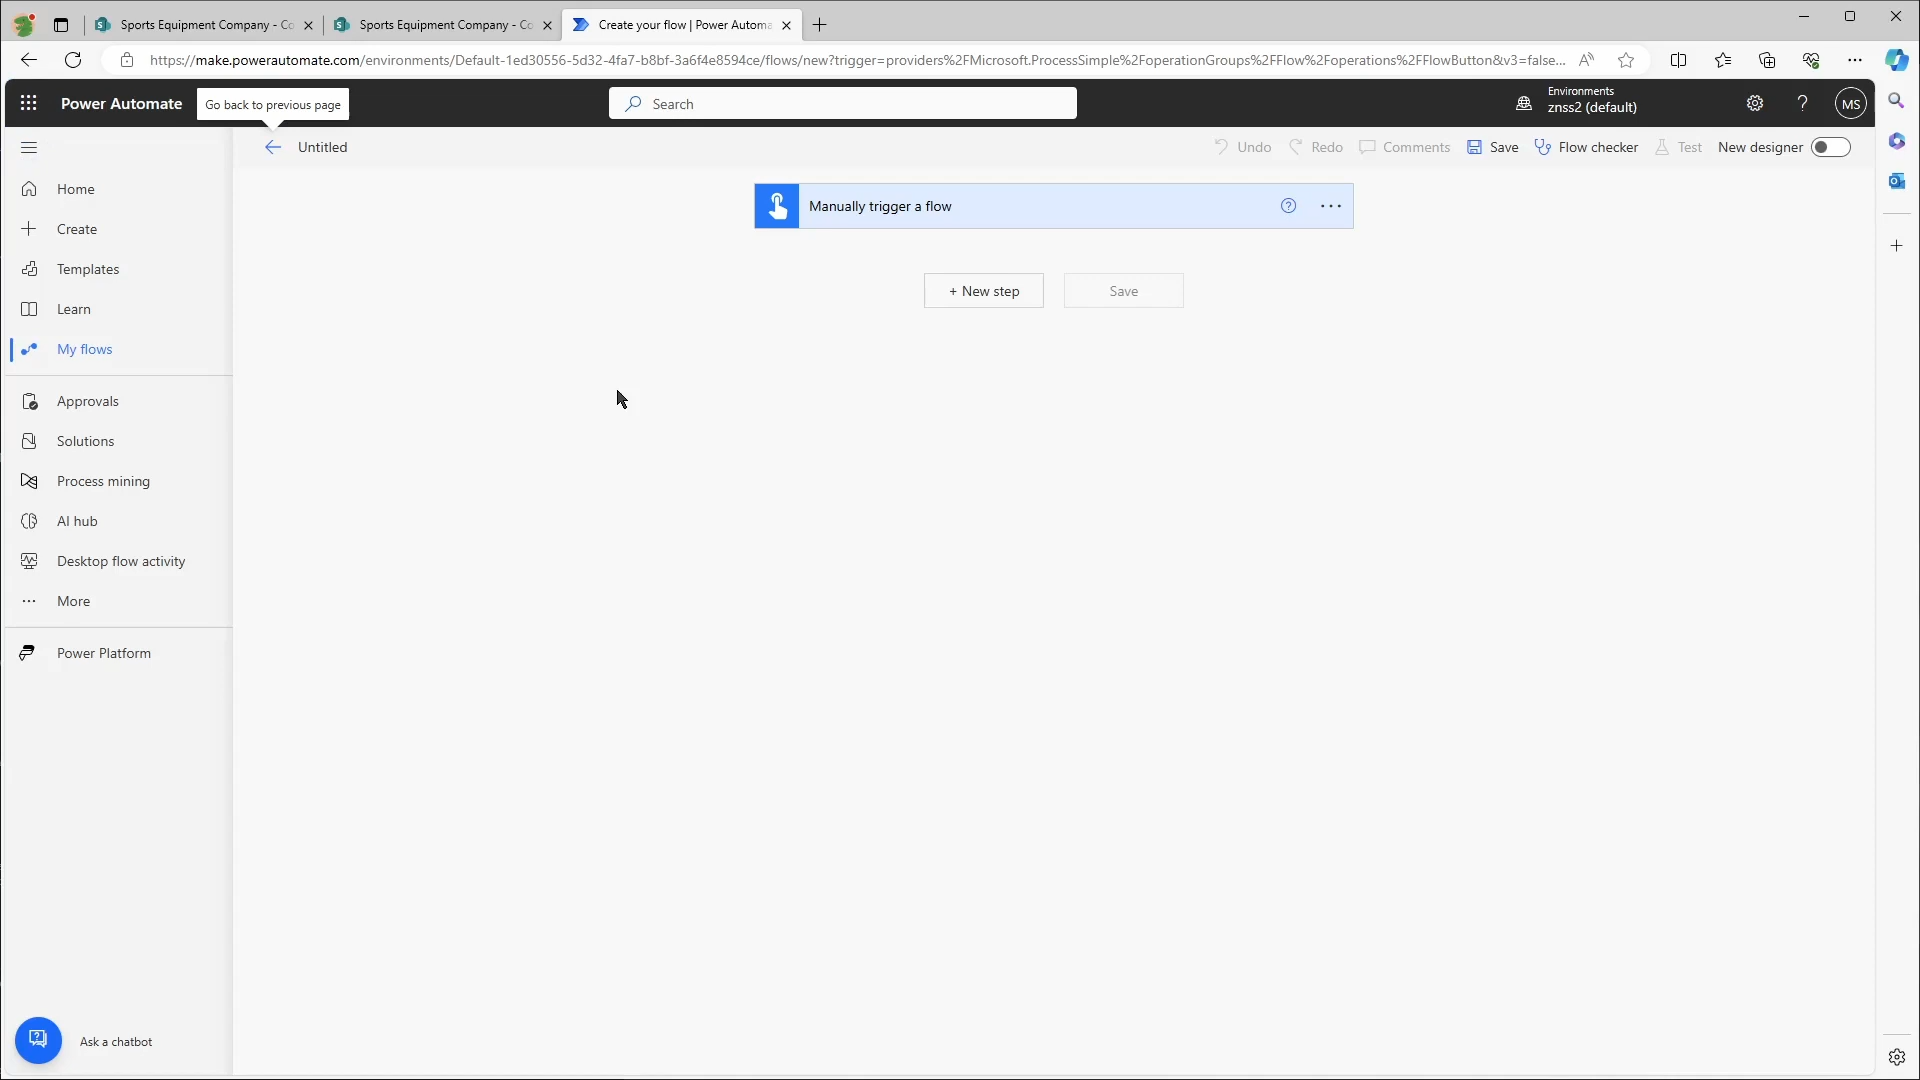 Sports Equipment Company - Co
Sports Equipment Company - Co
Create your flow | Power Automa
https://make.powerautomate.com/environments/Default-1ed30556-5d32-4fa7-b8bf-3a6f4e8594ce/flows/new?trigger=providers%2FMicrosoft.ProcessSimple%2FoperationGroups%2FFlow%2Foperations%2FFlowButton&v3=false...
Power Automate
Go back to previous page
Search
Environments
znss2 (default)
?
MS
Untitled
Undo
Redo
Comments
Save
Flow checker
Test
New designer
Home
Create
Templates
Learn
My flows
Approvals
Solutions
Process mining
AI hub
Desktop flow activity
More
Power Platform
Manually trigger a flow
+ New step
Save
Ask a chatbot